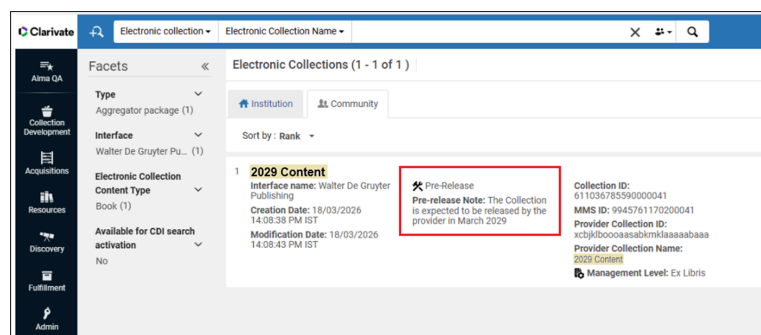 Clarivate
Electronic collection
Electronic Collection Name
Alma QA
Collection
Development
Acquisitions
Resources
Discovery
Fulfillment
Admin
Facets
Type
Aggregator package (1)
Interface
Walter De Gruyter Pu... (1)
Electronic Collection
Content Type
Book (1)
Available for CDI search
activation
No
Electronic Collections (1 - 1 of 1 )
Institution
Community
Sort by : Rank
1 2029 Content
Interface name: Walter De Gruyter
Publishing
Creation Date: 18/03/2026
14:08:38 PM IST
Modification Date: 18/03/2026
14:08:43 PM IST
Pre-Release
Pre-release Note: The Collection
is expected to be released by the
provider in March 2029
Collection ID:
611036785590000041
MMS ID: 9945761170200041
Provider Collection ID:
xcbjklboooaasabkmklaaaaabaaa
Provider Collection Name:
2029 Content
Management Level: Ex Libris